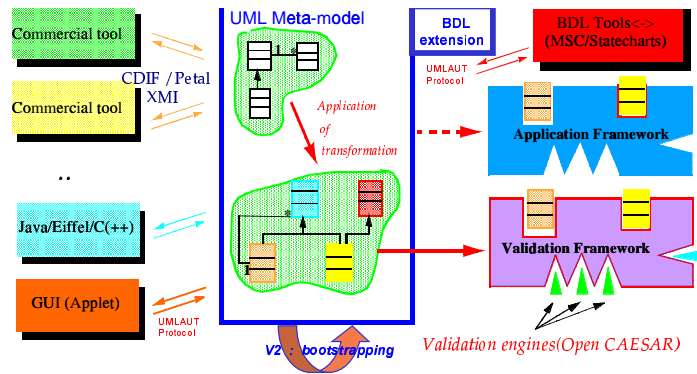 UML Meta-model
BDL
extension
BDL Tools<->
(MSC/Statecharts)
Commercial tool
1
*
UMLAUT
Protocol
CDIF / Petal
XMI
Commercial tool
Application
of
transformation
Application Framework
..
*
Java/Eiffel/C(++)
Validation Framework
1
GUI (Applet)
UMLAUT
Protocol
V2 : bootstrapping
Validation engines(Open CAESAR)